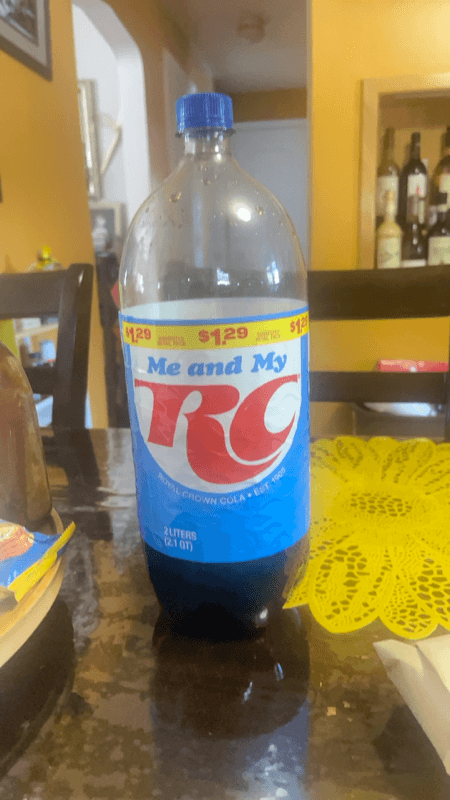 $1.29 $1.29 $1.29
Me and My
RC
ROYAL CROWN COLA • EST. 1905
2 LITERS
(2.1 QT)